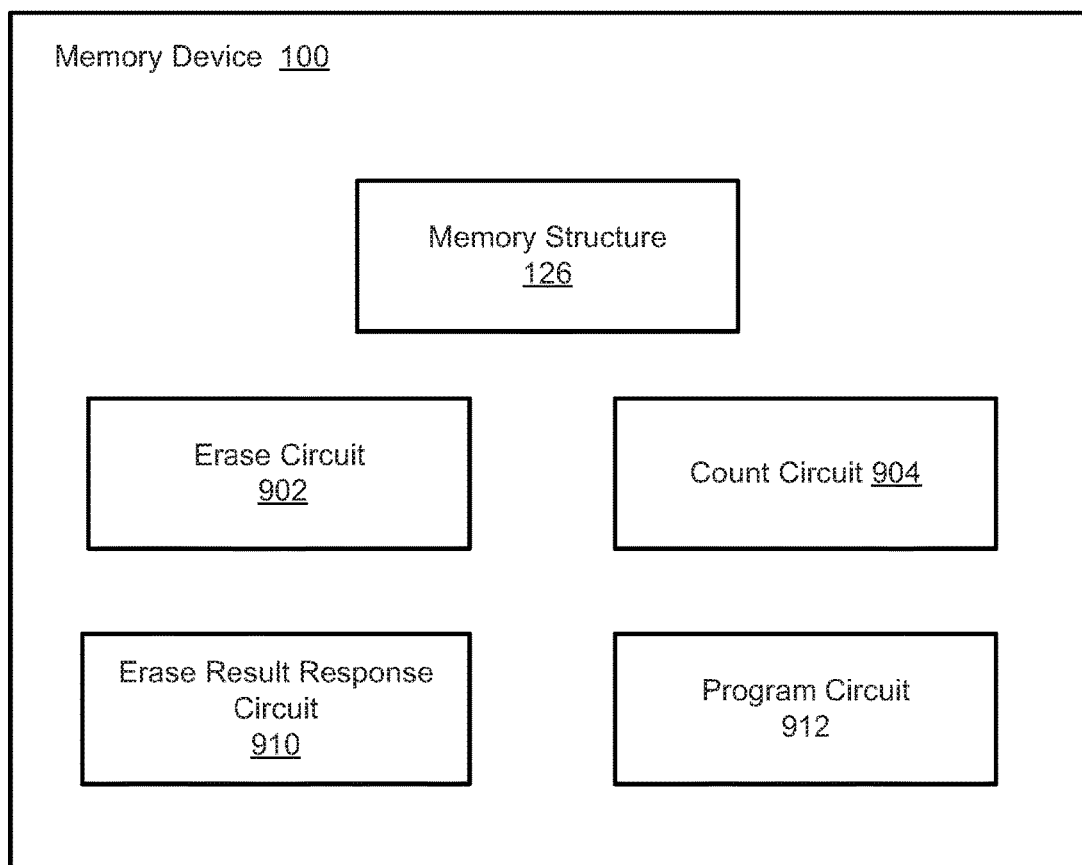 Memory Device 100
Memory Structure
126
Erase Circuit
902
Count Circuit 904
Erase Result Response
Circuit
910
Program Circuit
912